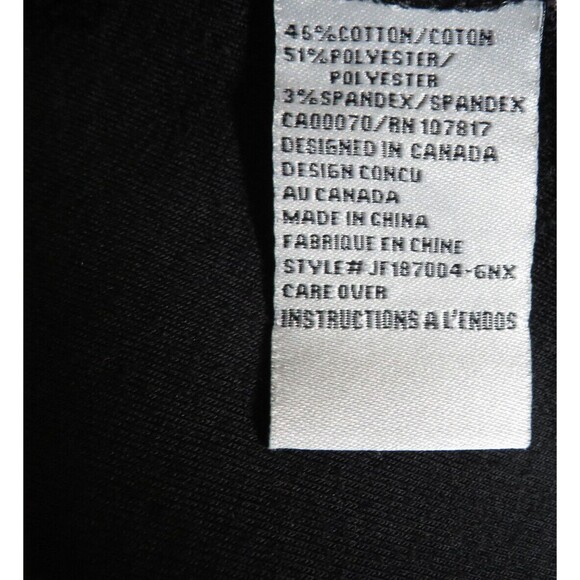 46%COTTON/COTON
51%POLYESTER/
POLYESTER
3%SPANDEX/SPANDEX
CA00070/RN 107817
DESIGNED IN CANADA
DESIGN CONCU
AU CANADA
MADE IN CHINA
FABRIQUE EN CHINE
STYLE# JF187004-6NX
CARE OVER
INSTRUCTIONS A L'ENDOS